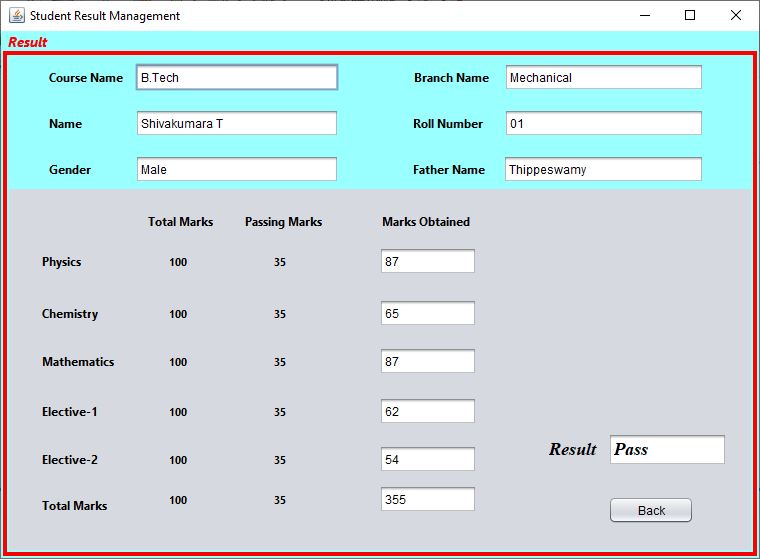 Student Result Management
Result
Course Name B.Tech Branch Name Mechanical
Name Shivakumara T Roll Number 01
Gender Male Father Name Thippeswamy
Total Marks Passing Marks Marks Obtained
Physics 100 35 87
Chemistry 100 35 65
Mathematics 100 35 87
Elective-1 100 35 62
Result Pass
Elective-2 100 35 54
Total Marks 100 35 355
Back